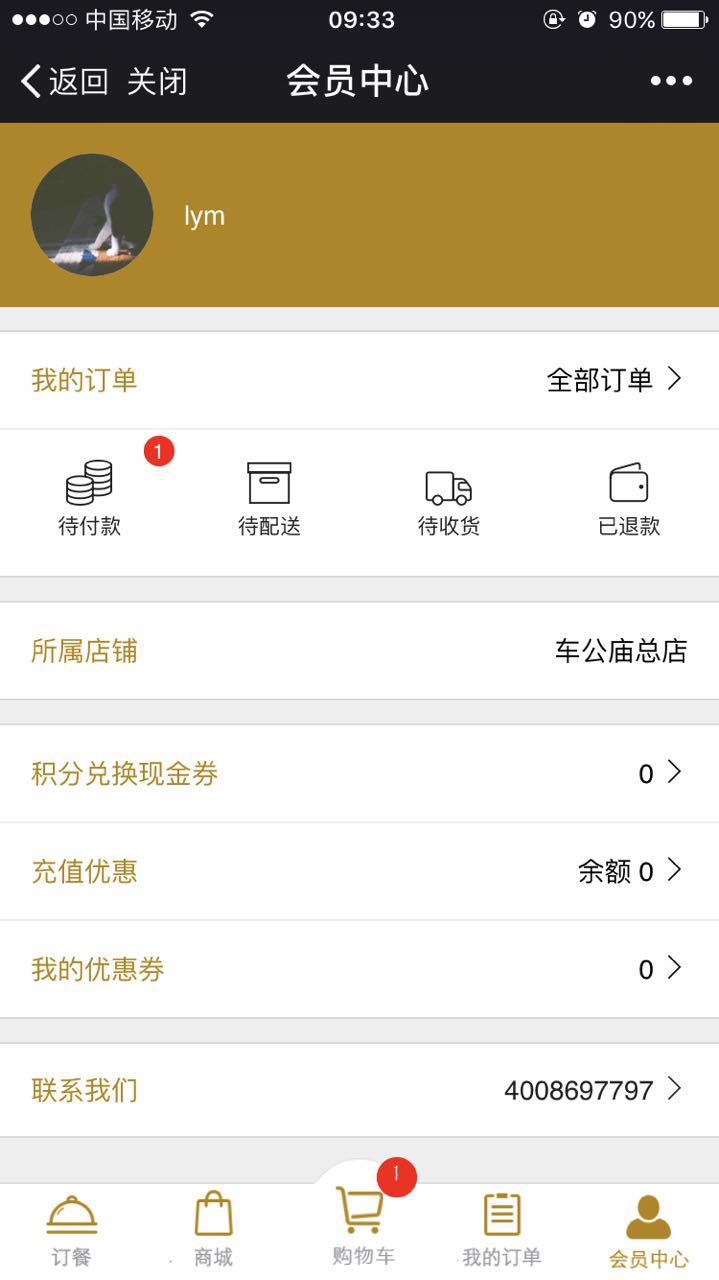 中国移动 09:33 90%
返回 关闭 会员中心
lym
我的订单 全部订单
1
待付款 待配送 待收货 已退款
所属店铺 车公庙总店
积分兑换现金券 0
充值优惠 余额 0
我的优惠券 0
联系我们 4008697797
1
订餐 商城 购物车 我的订单 会员中心